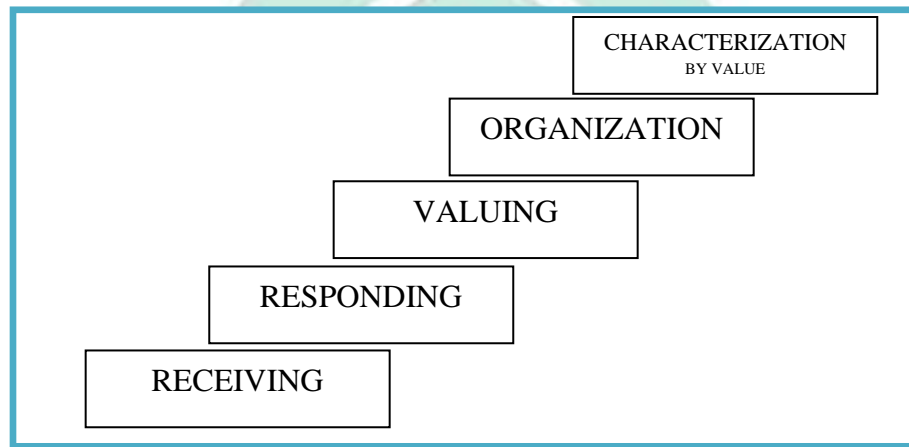 CHARACTERIZATION
BY VALUE
ORGANIZATION
VALUING
RESPONDING
RECEIVING